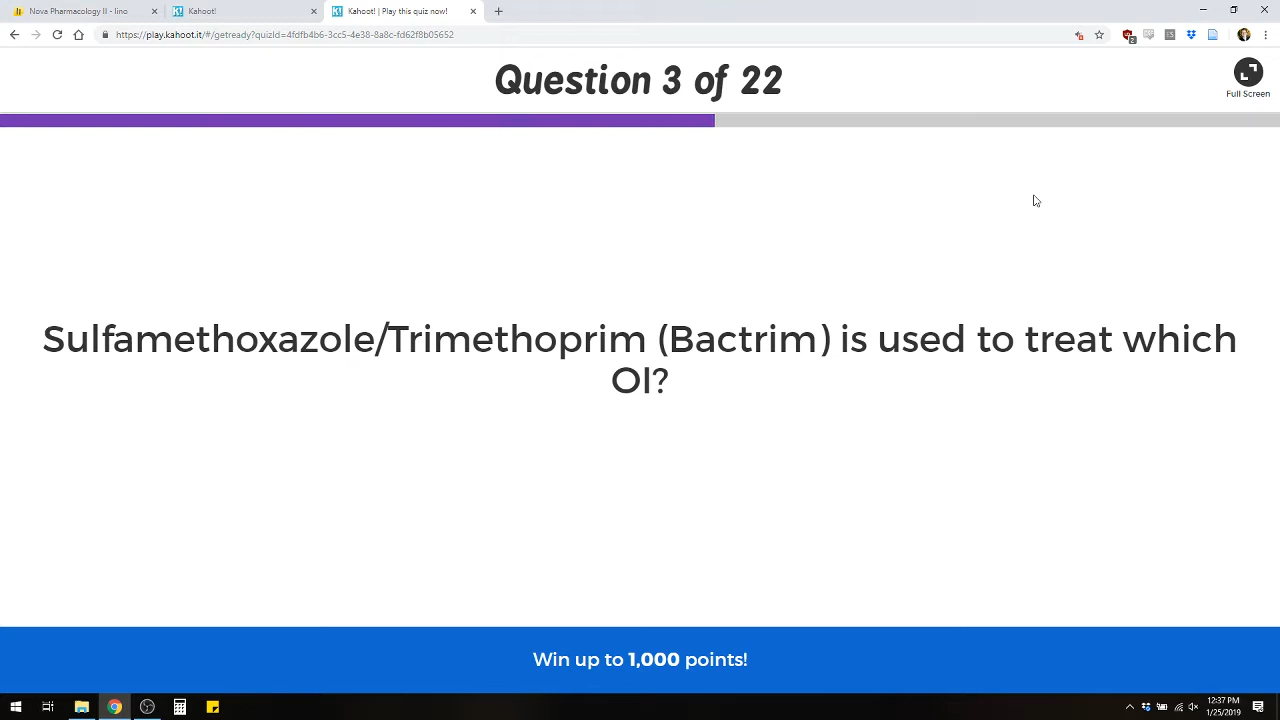 Nova Pharmacology II - lino
Kahoot!
Kahoot! | Play this quiz now!
https://play.kahoot.it/#/getready?quizId=4fdfb4b6-3cc5-4e38-8a8c-fd62f8b05652
Question 3 of 22
Full Screen
Sulfamethoxazole/Trimethoprim (Bactrim) is used to treat which
OI?
Win up to 1,000 points!
12:37 PM
1/25/2019